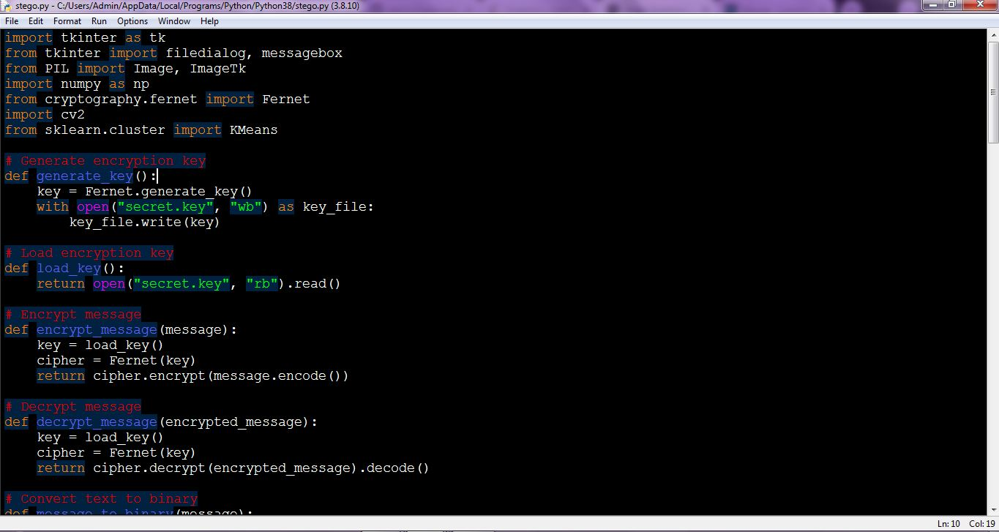 stego.py - C:/Users/Admin/AppData/Local/Programs/Python/Python38/stego.py (3.8.10)
File Edit Format Run Options Window Help
import tkinter as tk
from tkinter import filedialog, messagebox
from PIL import Image, ImageTk
import numpy as np
from cryptography.fernet import Fernet
import cv2
from sklearn.cluster import KMeans

# Generate encryption key
def generate_key():
    key = Fernet.generate_key()
    with open("secret.key", "wb") as key_file:
        key_file.write(key)

# Load encryption key
def load_key():
    return open("secret.key", "rb").read()

# Encrypt message
def encrypt_message(message):
    key = load_key()
    cipher = Fernet(key)
    return cipher.encrypt(message.encode())

# Decrypt message
def decrypt_message(encrypted_message):
    key = load_key()
    cipher = Fernet(key)
    return cipher.decrypt(encrypted_message).decode()

# Convert text to binary
def message_to_binary(message):
Ln: 10 Col: 19